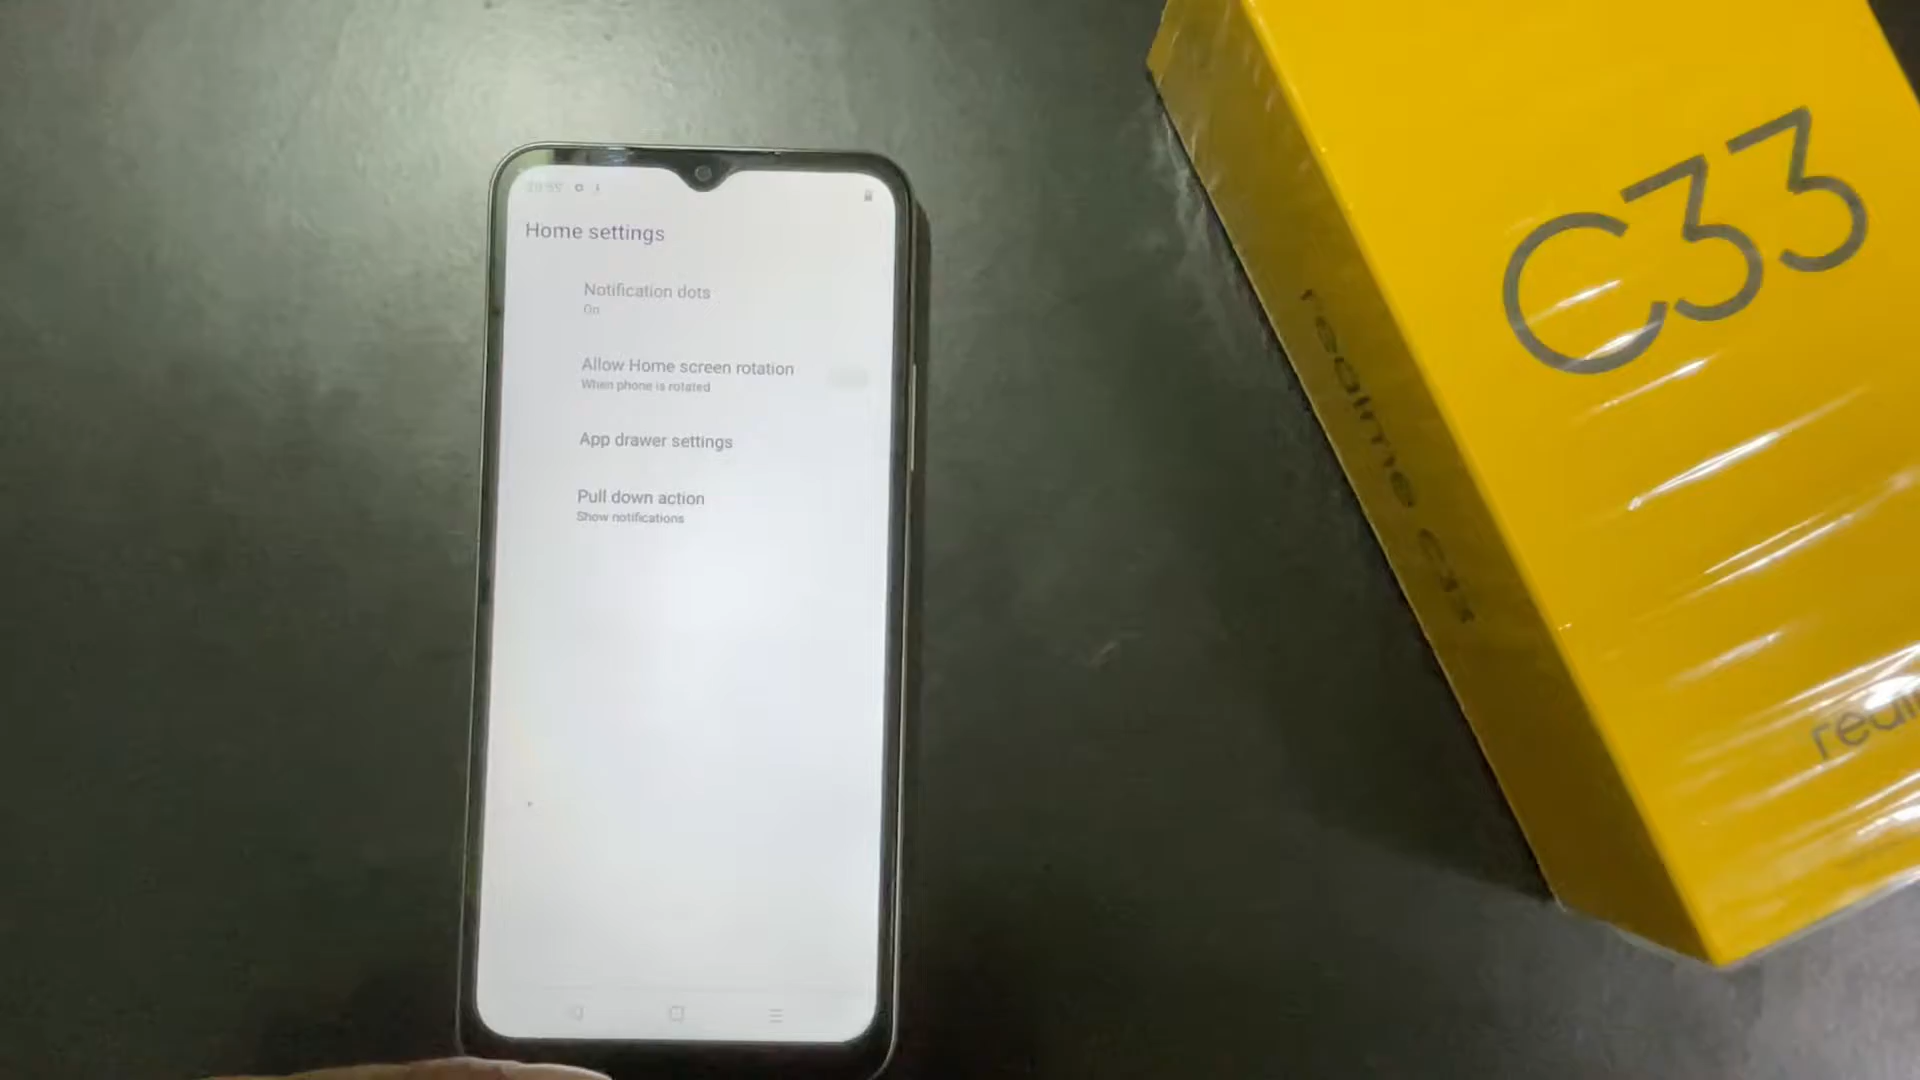 Home settings
Notification dots
On
Allow Home screen rotation
When phone is rotated
App drawer settings
Pull down action
Show notifications
C33
realme C33